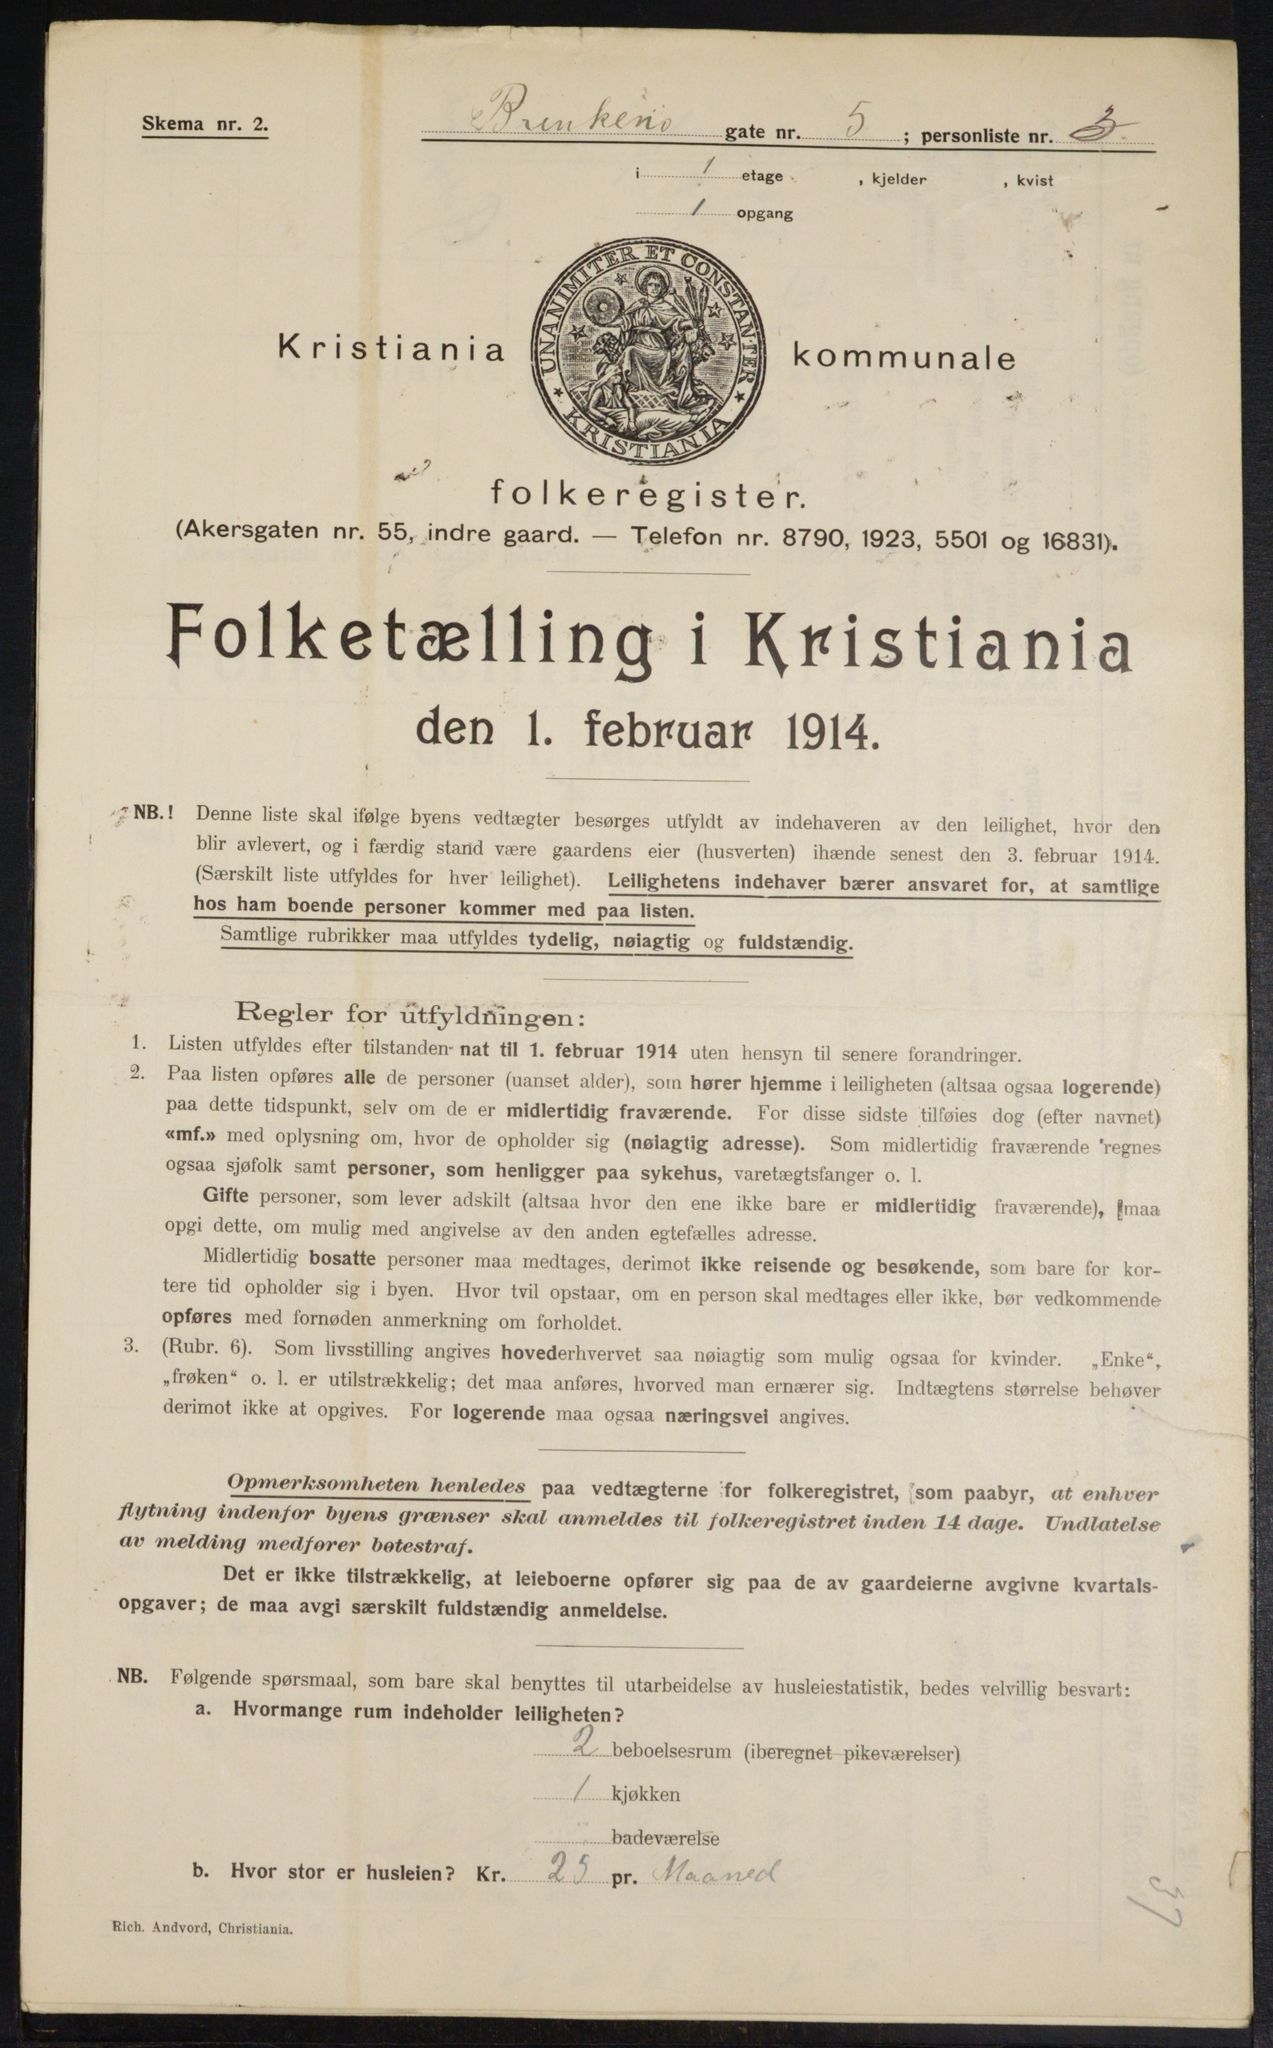 Skema nr. 2.
Brinkens gate nr. 5 ; personliste nr. 3
i 1 etage , kjelder , kvist
1 opgang
UNANIMITER ET CONSTANTER
KRISTIANIA
Kristiania kommunale
folkeregister.
(Akersgaten nr. 55, indre gaard. — Telefon nr. 8790, 1923, 5501 og 16831).
Folketælling i Kristiania
den 1. februar 1914.
NB.! Denne liste skal ifølge byens vedtægter besørges utfyldt av indehaveren av den leilighet, hvor den
blir avlevert, og i færdig stand være gaardens eier (husverten) ihænde senest den 3. februar 1914.
(Særskilt liste utfyldes for hver leilighet). Leilighetens indehaver bærer ansvaret for, at samtlige
hos ham boende personer kommer med paa listen.
Samtlige rubrikker maa utfyldes tydelig, nøiagtig og fuldstændig.
Regler for utfyldningen:
1. Listen utfyldes efter tilstanden nat til 1. februar 1914 uten hensyn til senere forandringer.
2. Paa listen opføres alle de personer (uanset alder), som hører hjemme i leiligheten (altsaa ogsaa logerende)
paa dette tidspunkt, selv om de er midlertidig fraværende. For disse sidste tilføies dog (efter navnet)
«mf.» med oplysning om, hvor de opholder sig (nøiagtig adresse). Som midlertidig fraværende regnes
ogsaa sjøfolk samt personer, som henligger paa sykehus, varetægtsfanger o. l.
Gifte personer, som lever adskilt (altsaa hvor den ene ikke bare er midlertidig fraværende), maa
opgi dette, om mulig med angivelse av den anden egtefælles adresse.
Midlertidig bosatte personer maa medtages, derimot ikke reisende og besøkende, som bare for kor-
tere tid opholder sig i byen. Hvor tvil opstaar, om en person skal medtages eller ikke, bør vedkommende
opføres med fornøden anmerkning om forholdet.
3. (Rubr. 6). Som livsstilling angives hovederhvervet saa nøiagtig som mulig ogsaa for kvinder. „Enke“,
„frøken“ o. l. er utilstrækkelig; det maa anføres, hvorved man ernærer sig. Indtægtens størrelse behøver
derimot ikke at opgives. For logerende maa ogsaa næringsvei angives.
Opmerksomheten henledes paa vedtægterne for folkeregistret, som paabyr, at enhver
flytning indenfor byens grænser skal anmeldes til folkeregistret inden 14 dage. Undlatelse
av melding medfører bøtestraf.
Det er ikke tilstrækkelig, at leieboerne opfører sig paa de av gaardeierne avgivne kvartals-
opgaver; de maa avgi særskilt fuldstændig anmeldelse.
NB. Følgende spørsmaal, som bare skal benyttes til utarbeidelse av husleiestatistik, bedes velvillig besvart:
a. Hvormange rum indeholder leiligheten?
2 beboelsesrum (iberegnet pikeværelser)
1 kjøkken
badeværelse
b. Hvor stor er husleien? Kr. 25 pr. Maaned
Rich. Andvord, Christiania.
37